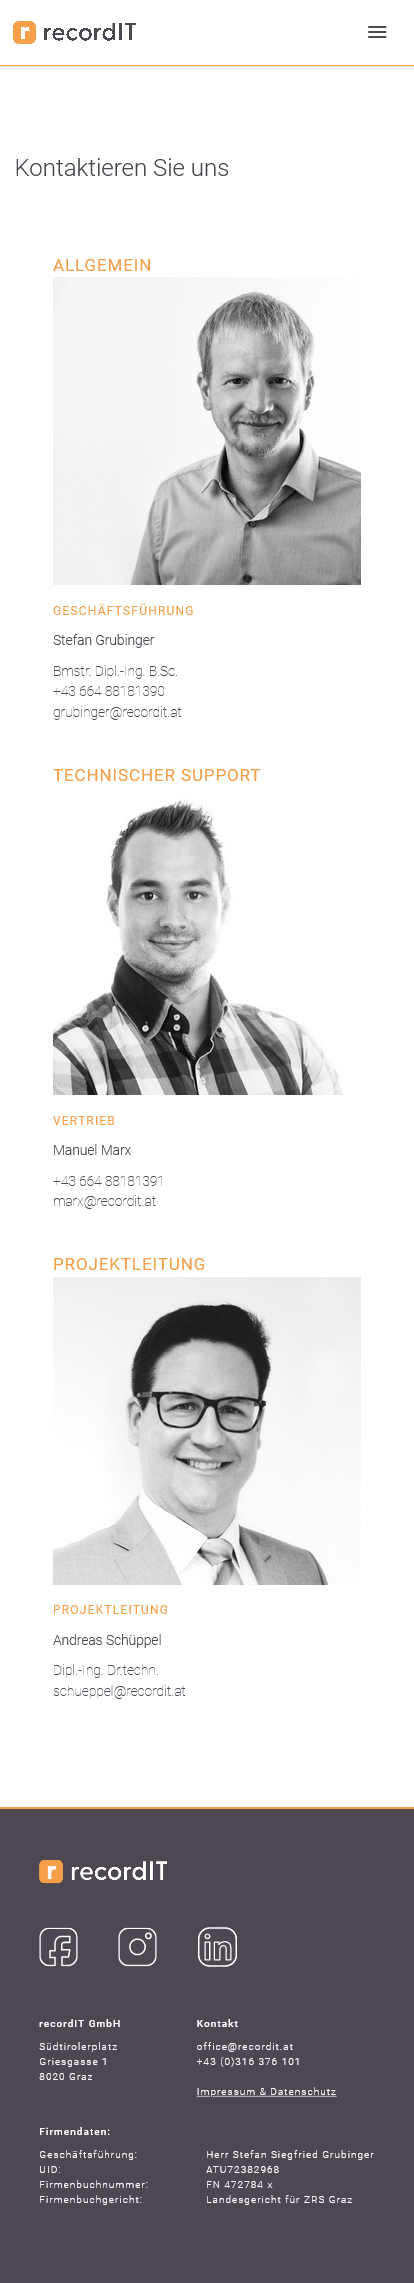 recordIT
Kontaktieren Sie uns
ALLGEMEIN
GESCHÄFTSFÜHRUNG
Stefan Grubinger
Bmstr. Dipl.-Ing. B.Sc.
+43 664 88181390
grubinger@recordit.at
TECHNISCHER SUPPORT
VERTRIEB
Manuel Marx
+43 664 88181391
marx@recordit.at
PROJEKTLEITUNG
PROJEKTLEITUNG
Andreas Schüppel
Dipl.-Ing. Dr.techn.
schueppel@recordit.at
recordIT
recordIT GmbH
Südtirolerplatz
Griesgasse 1
8020 Graz
Kontakt
office@recordit.at
+43 (0)316 376 101
Impressum & Datenschutz
Firmendaten:
Geschäftsführung: Herr Stefan Siegfried Grubinger
UID: ATU72382968
Firmenbuchnummer: FN 472784 x
Firmenbuchgericht: Landesgericht für ZRS Graz